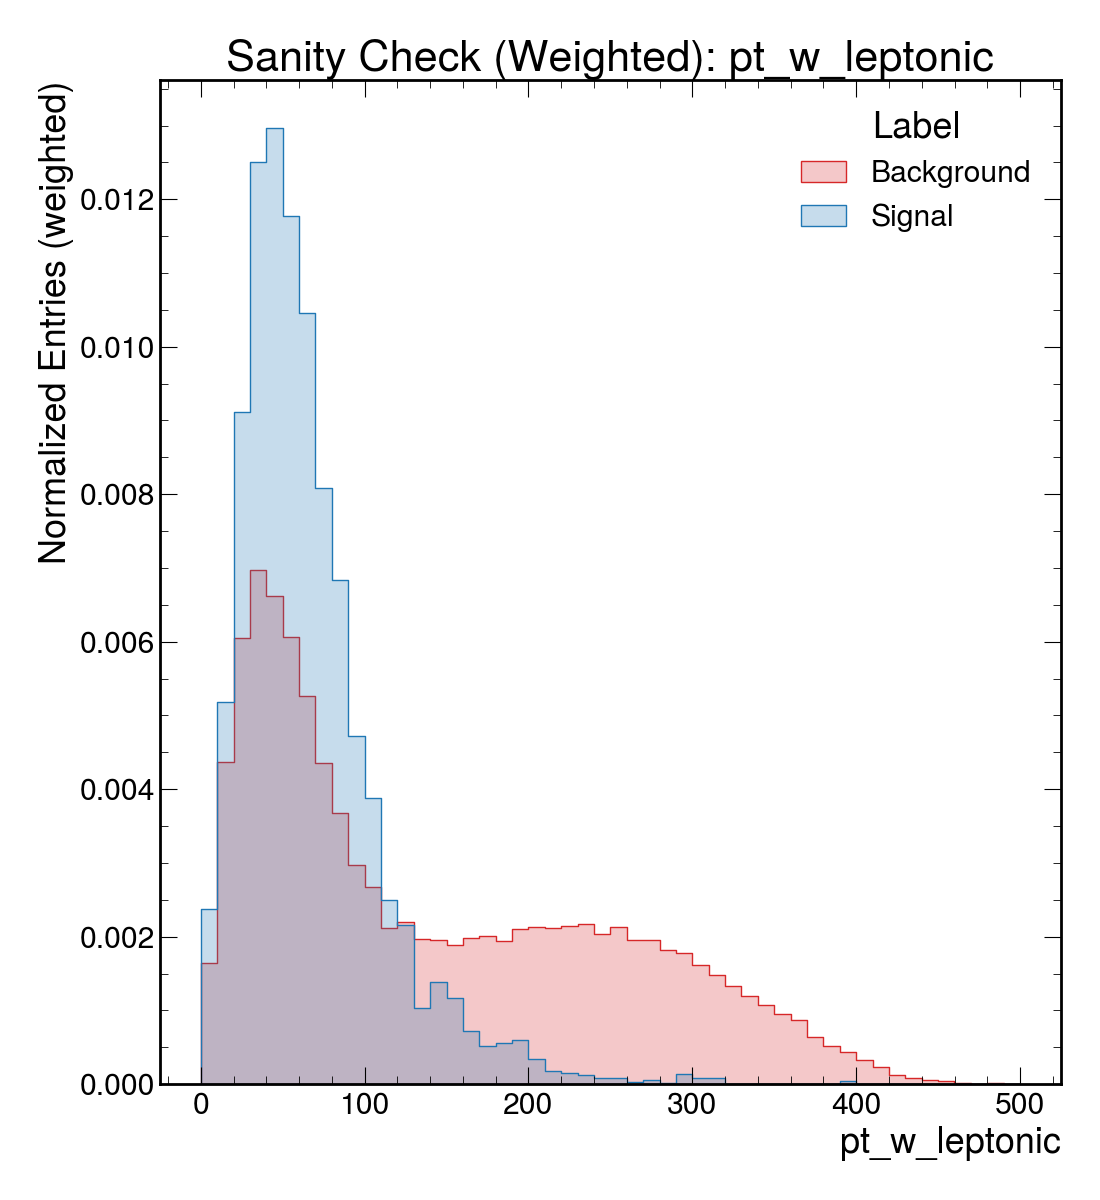 Sanity Check (Weighted): pt_w_leptonic
Normalized Entries (weighted)
Label
Background
Signal
0.012
0.010
0.008
0.006
0.004
0.002
0.000
0 100 200 300 400 500
pt_w_leptonic